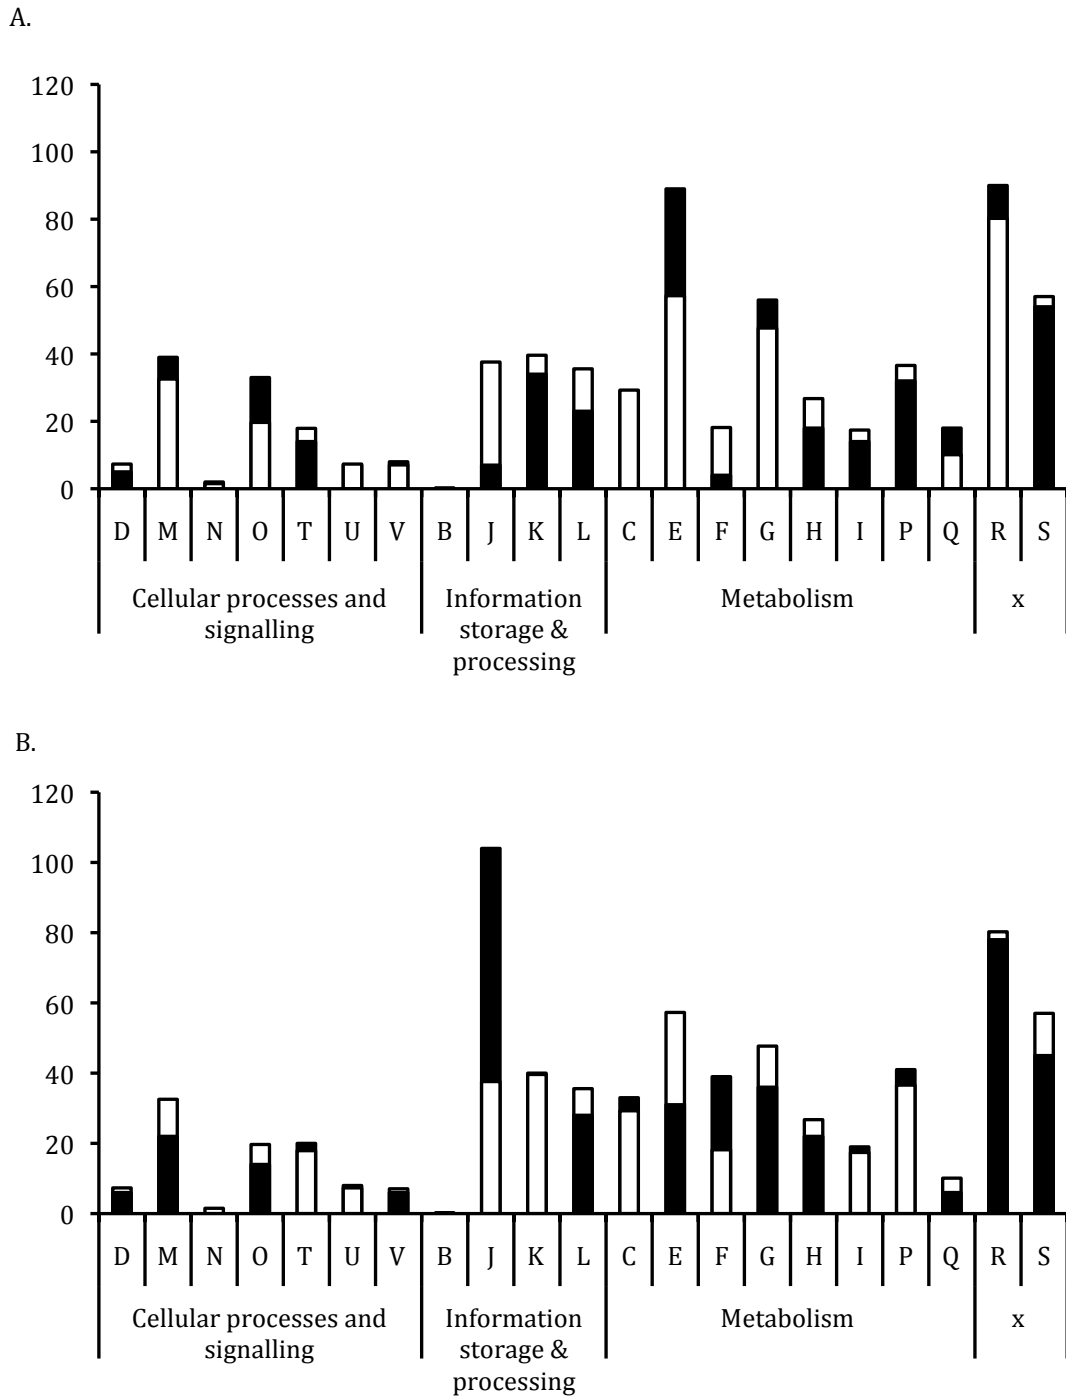 A.
120
100
80
60
40
20
0
D M N O T U V B J K L C E F G H I P Q R S
Cellular processes and Information Metabolism x
signalling storage &
processing
B.
120
100
80
60
40
20
0
D M N O T U V B J K L C E F G H I P Q R S
Cellular processes and Information Metabolism x
signalling storage &
processing